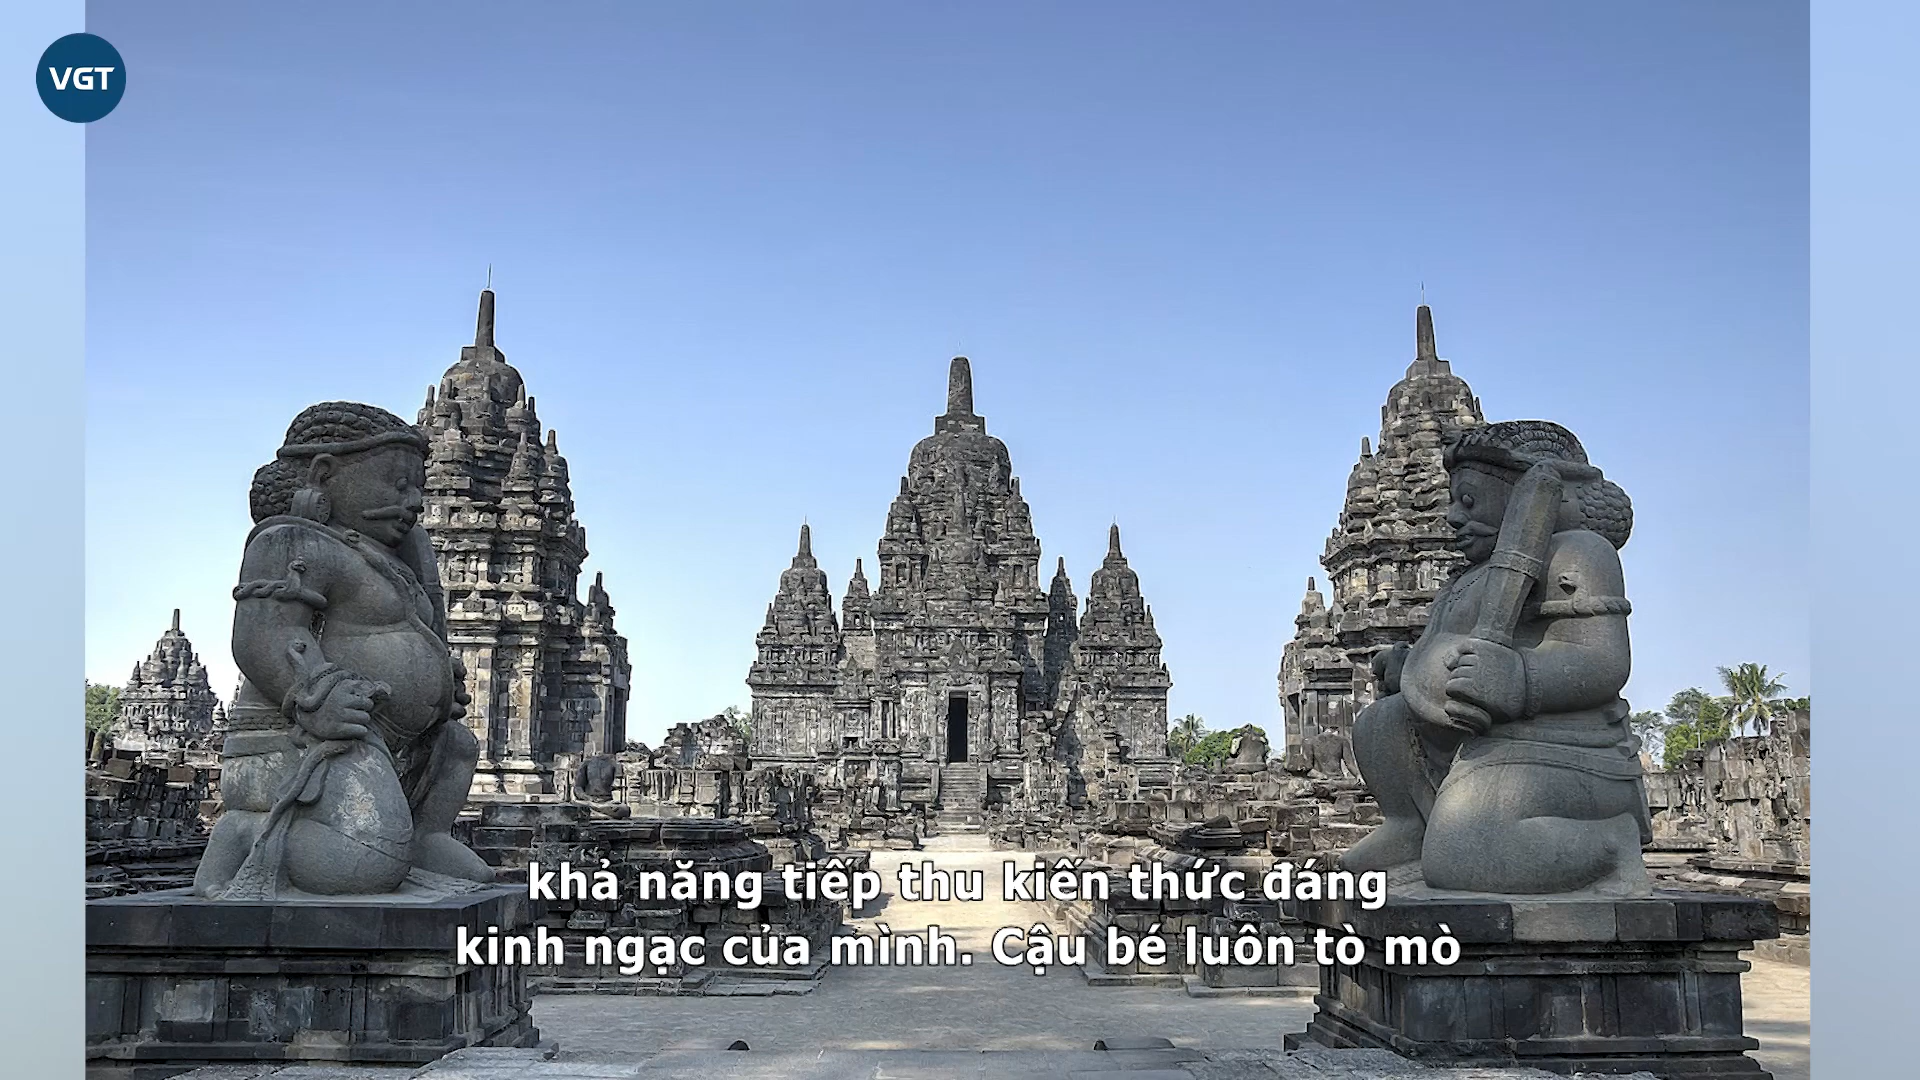 VGT
khả năng tiếp thu kiến thức đáng
kinh ngạc của mình. Cậu bé luôn tò mò